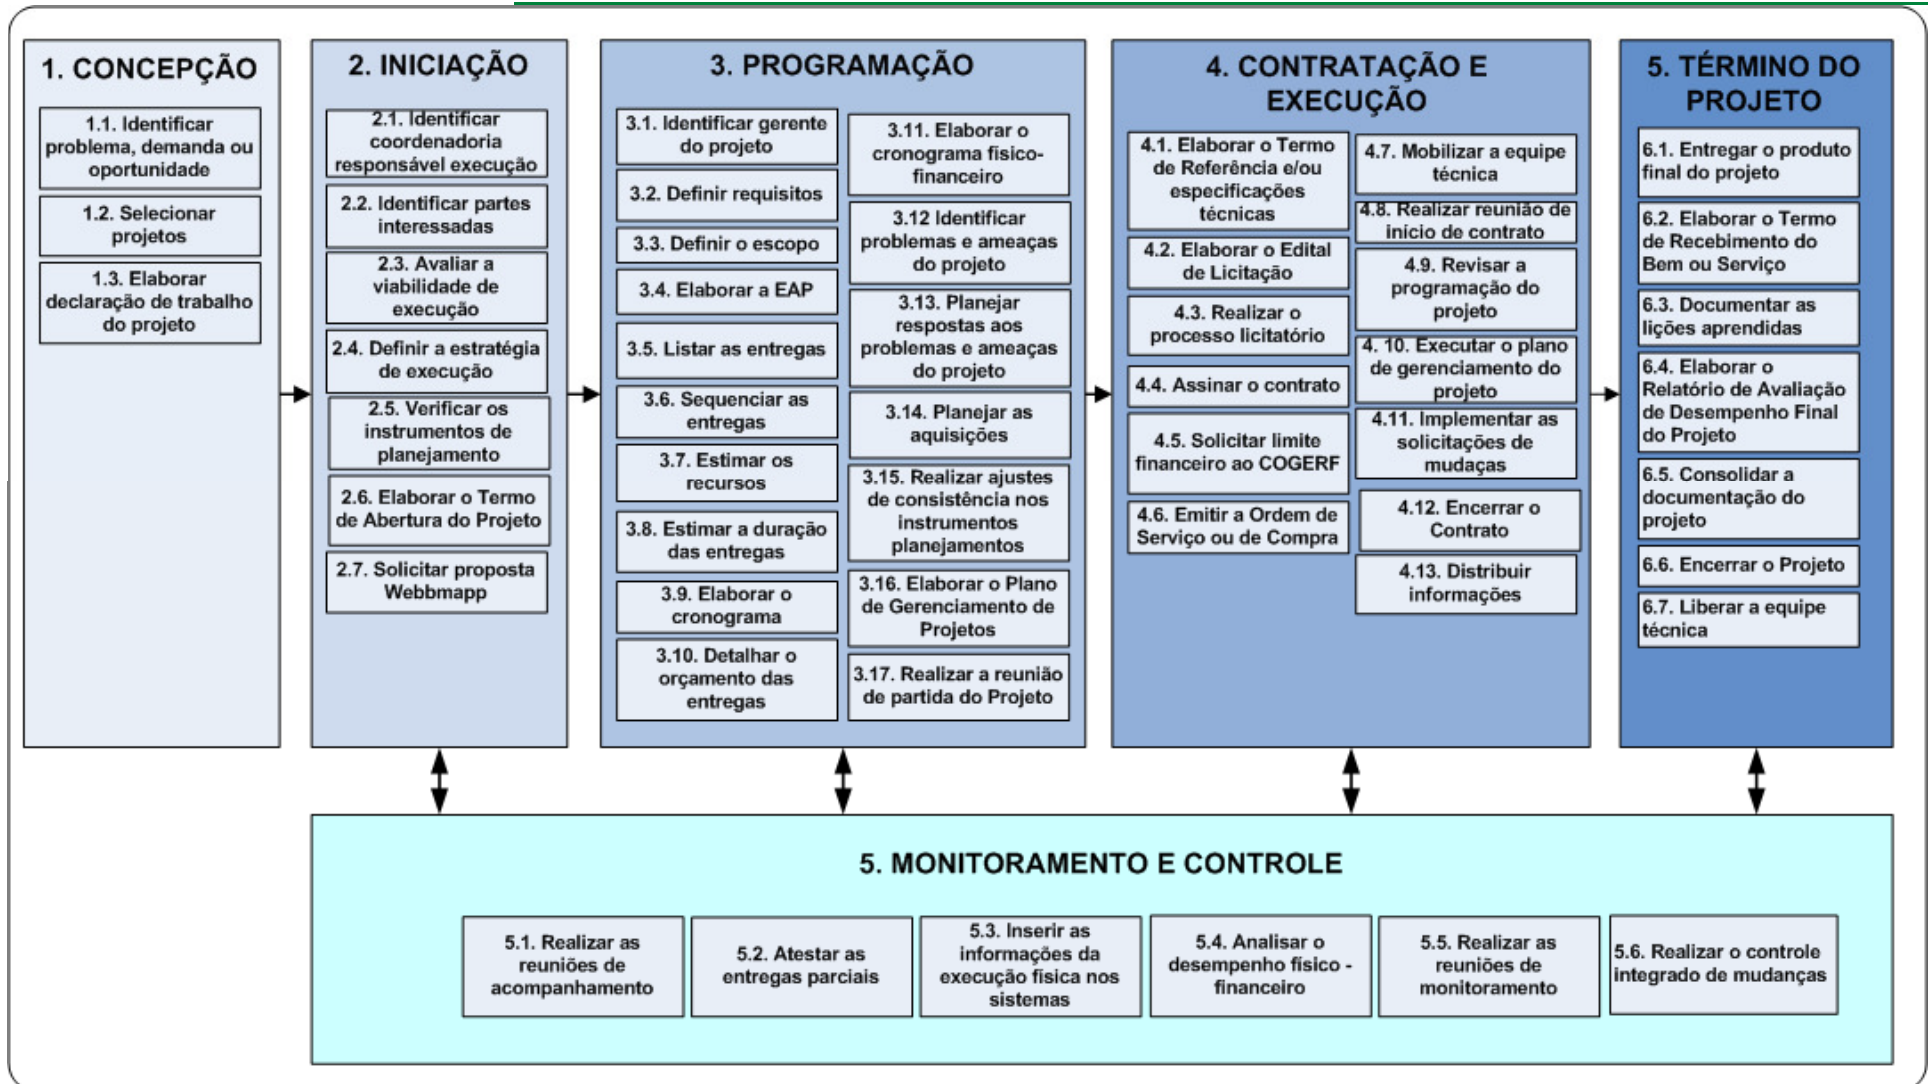 1. CONCEPÇÃO
1.1. Identificar
problema, demanda ou
oportunidade
1.2. Selecionar
projetos
1.3. Elaborar
declaração de trabalho
do projeto
2. INICIAÇÃO
2.1. Identificar
coordenadoria
responsável execução
2.2. Identificar partes
interessadas
2.3. Avaliar a
viabilidade de
execução
2.4. Definir a estratégia
de execução
2.5. Verificar os
instrumentos de
planejamento
2.6. Elaborar o Termo
de Abertura do Projeto
2.7. Solicitar proposta
Webbmapp
3. PROGRAMAÇÃO
3.1. Identificar gerente
do projeto
3.2. Definir requisitos
3.3. Definir o escopo
3.4. Elaborar a EAP
3.5. Listar as entregas
3.6. Sequenciar as
entregas
3.7. Estimar os
recursos
3.8. Estimar a duração
das entregas
3.9. Elaborar o
cronograma
3.10. Detalhar o
orçamento das
entregas
3.11. Elaborar o
cronograma físico-
financeiro
3.12 Identificar
problemas e ameaças
do projeto
3.13. Planejar
respostas aos
problemas e ameaças
do projeto
3.14. Planejar as
aquisições
3.15. Realizar ajustes
de consistência nos
instrumentos
planejamentos
3.16. Elaborar o Plano
de Gerenciamento de
Projetos
3.17. Realizar a reunião
de partida do Projeto
4. CONTRATAÇÃO E
EXECUÇÃO
4.1. Elaborar o Termo
de Referência e/ou
especificações
técnicas
4.2. Elaborar o Edital
de Licitação
4.3. Realizar o
processo licitatório
4.4. Assinar o contrato
4.5. Solicitar limite
financeiro ao COGERF
4.6. Emitir a Ordem de
Serviço ou de Compra
4.7. Mobilizar a equipe
técnica
4.8. Realizar reunião de
início de contrato
4.9. Revisar a
programação do
projeto
4. 10. Executar o plano
de gerenciamento do
projeto
4.11. Implementar as
solicitações de
mudaças
4.12. Encerrar o
Contrato
4.13. Distribuir
informações
5. TÉRMINO DO
PROJETO
6.1. Entregar o produto
final do projeto
6.2. Elaborar o Termo
de Recebimento do
Bem ou Serviço
6.3. Documentar as
lições aprendidas
6.4. Elaborar o
Relatório de Avaliação
de Desempenho Final
do Projeto
6.5. Consolidar a
documentação do
projeto
6.6. Encerrar o Projeto
6.7. Liberar a equipe
técnica
5. MONITORAMENTO E CONTROLE
5.1. Realizar as
reuniões de
acompanhamento
5.2. Atestar as
entregas parciais
5.3. Inserir as
informações da
execução física nos
sistemas
5.4. Analisar o
desempenho físico -
financeiro
5.5. Realizar as
reuniões de
monitoramento
5.6. Realizar o controle
integrado de mudanças